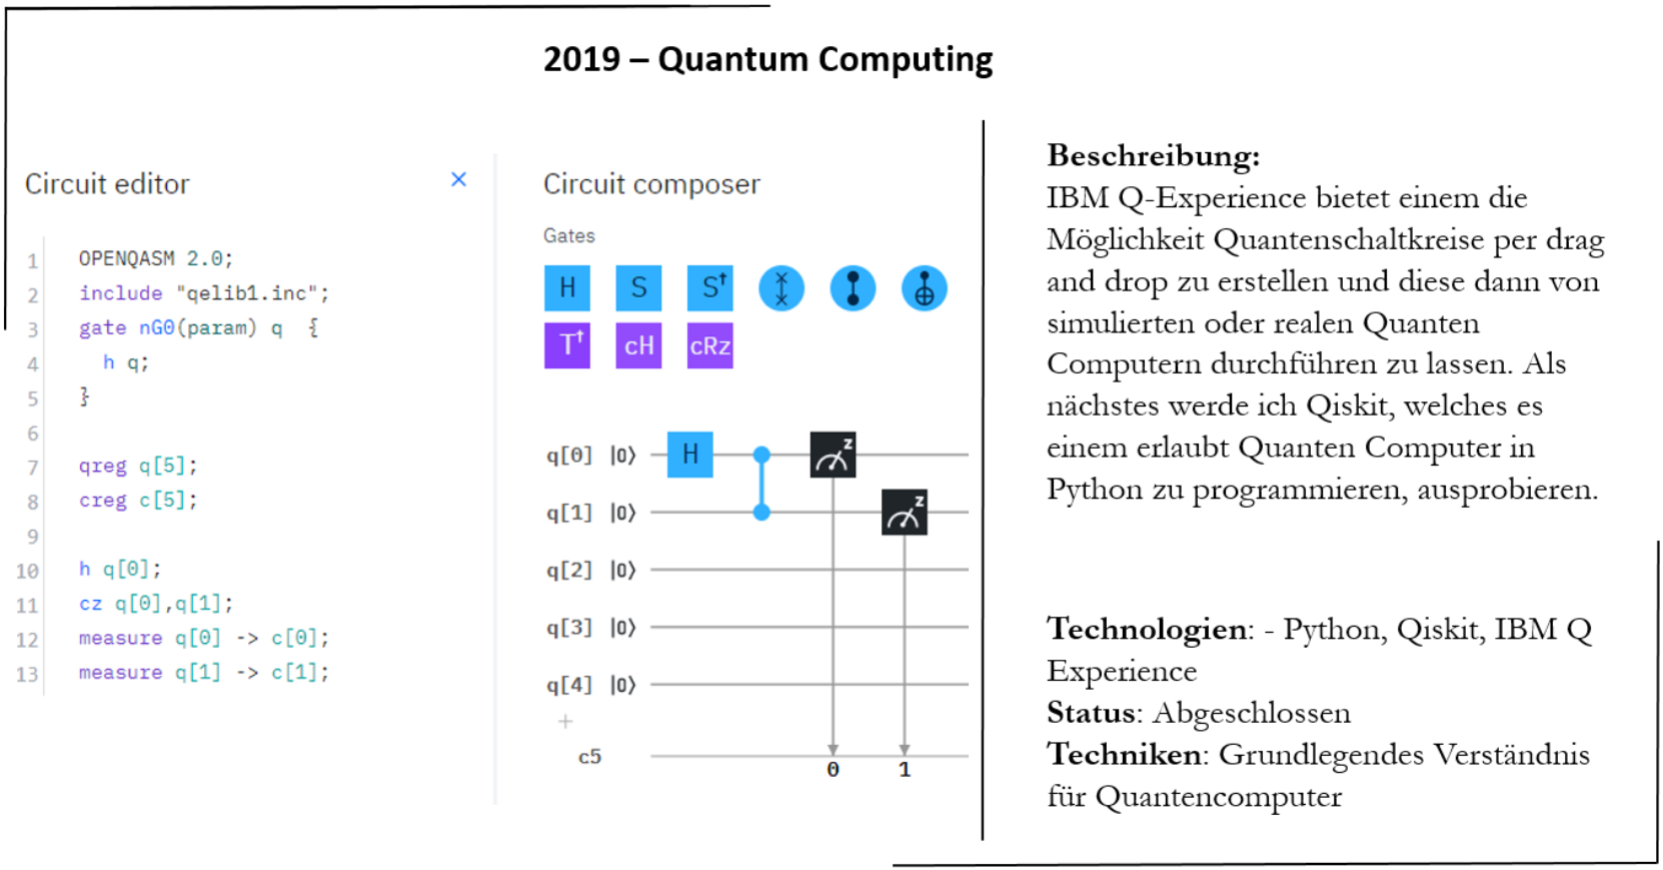 2019 – Quantum Computing
Circuit editor
×
1 OPENQASM 2.0;
2 include "qelib1.inc";
3 gate nG0(param) q {
4 h q;
5 }
6
7 qreg q[5];
8 creg c[5];
9
10 h q[0];
11 cz q[0],q[1];
12 measure q[0] -> c[0];
13 measure q[1] -> c[1];
Circuit composer
Gates
H S S†
T† cH cRz
q[0] |0⟩ H z
q[1] |0⟩ z
q[2] |0⟩
q[3] |0⟩
q[4] |0⟩
+
c5
0 1
Beschreibung:
IBM Q-Experience bietet einem die
Möglichkeit Quantenschaltkreise per drag
and drop zu erstellen und diese dann von
simulierten oder realen Quanten
Computern durchführen zu lassen. Als
nächstes werde ich Qiskit, welches es
einem erlaubt Quanten Computer in
Python zu programmieren, ausprobieren.
Technologien: - Python, Qiskit, IBM Q
Experience
Status: Abgeschlossen
Techniken: Grundlegendes Verständnis
für Quantencomputer